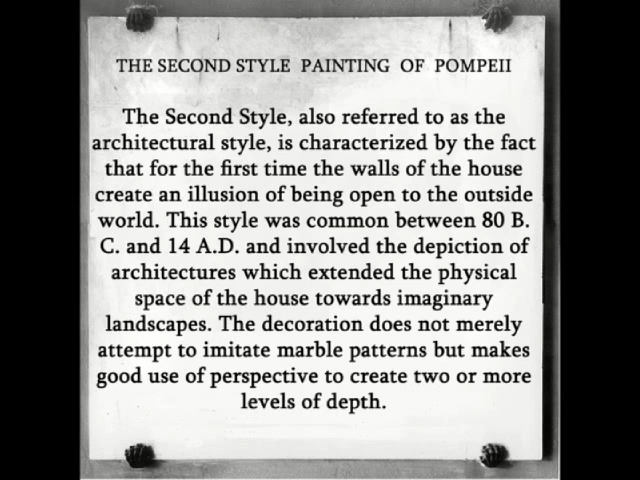 THE SECOND STYLE PAINTING OF POMPEII
The Second Style, also referred to as the
architectural style, is characterized by the fact
that for the first time the walls of the house
create an illusion of being open to the outside
world. This style was common between 80 B.
C. and 14 A.D. and involved the depiction of
architectures which extended the physical
space of the house towards imaginary
landscapes. The decoration does not merely
attempt to imitate marble patterns but makes
good use of perspective to create two or more
levels of depth.